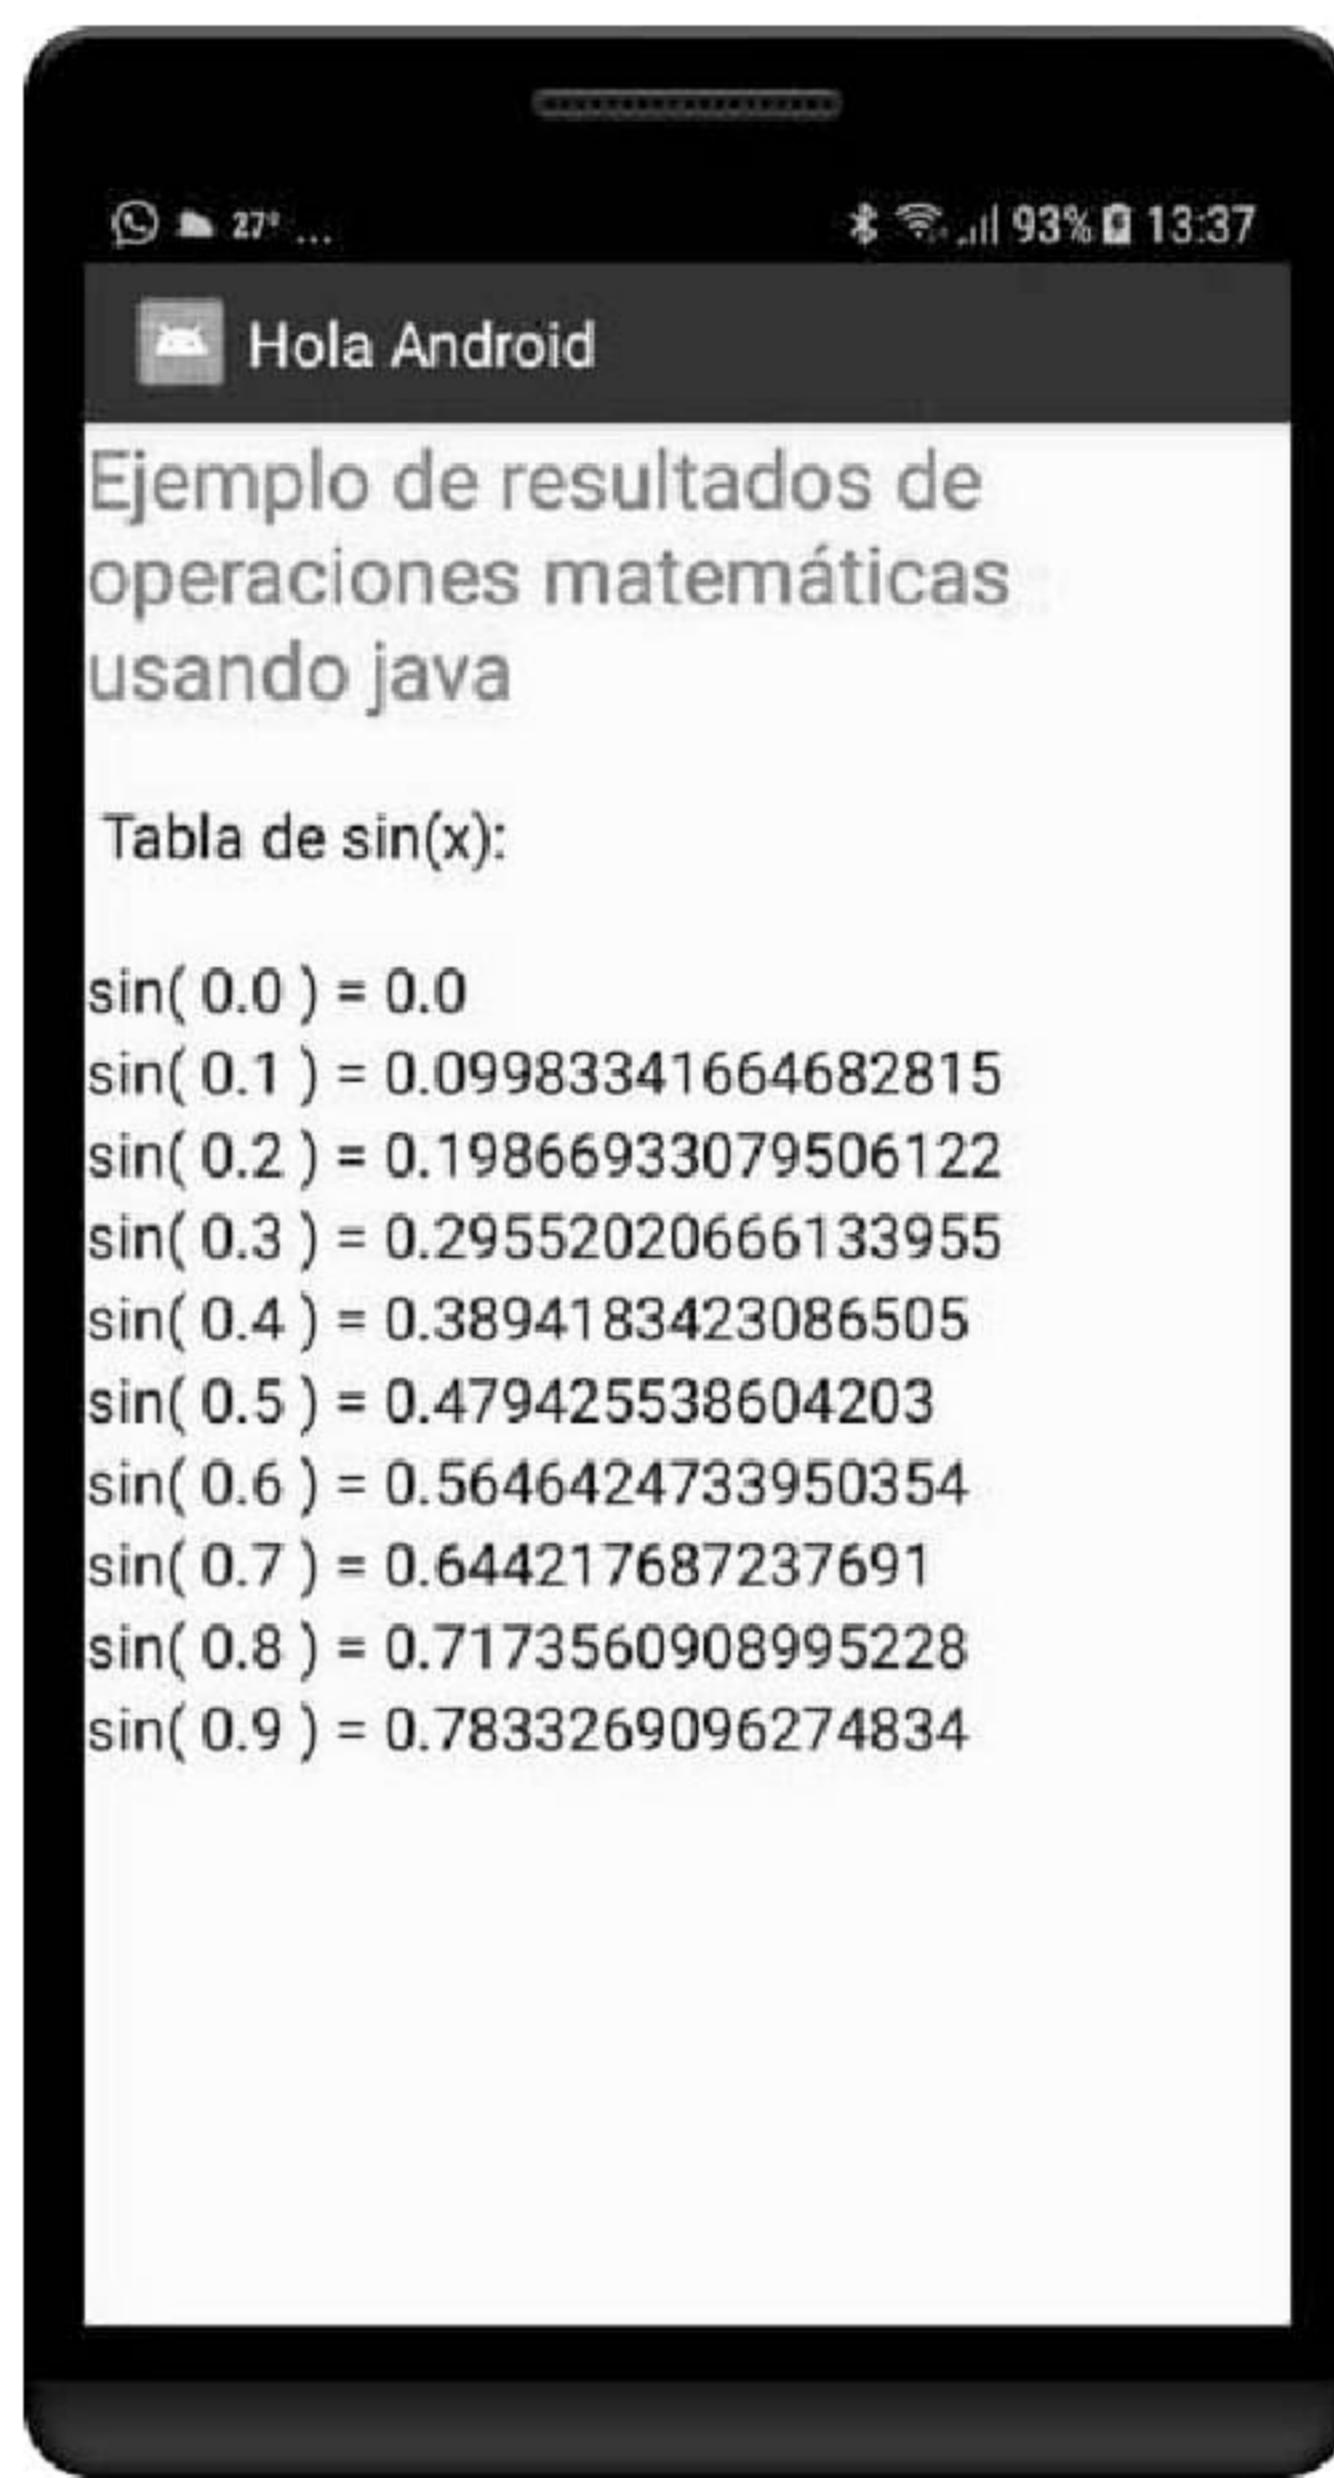 27° ...
93% 13:37
Hola Android
Ejemplo de resultados de
operaciones matemáticas
usando java
Tabla de sin(x):
sin( 0.0 ) = 0.0
sin( 0.1 ) = 0.09983341664682815
sin( 0.2 ) = 0.19866933079506122
sin( 0.3 ) = 0.29552020666133955
sin( 0.4 ) = 0.3894183423086505
sin( 0.5 ) = 0.479425538604203
sin( 0.6 ) = 0.5646424733950354
sin( 0.7 ) = 0.644217687237691
sin( 0.8 ) = 0.7173560908995228
sin( 0.9 ) = 0.7833269096274834